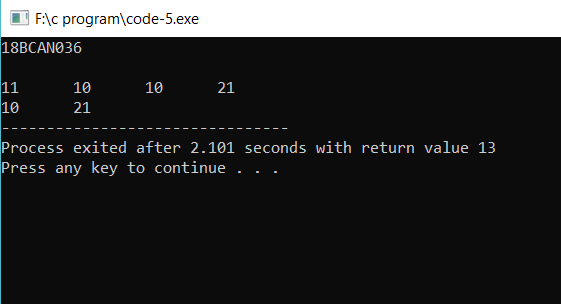 F:\c program\code-5.exe
18BCAN036
11 10 10 21
10 21
--------------------------------
Process exited after 2.101 seconds with return value 13
Press any key to continue . . .